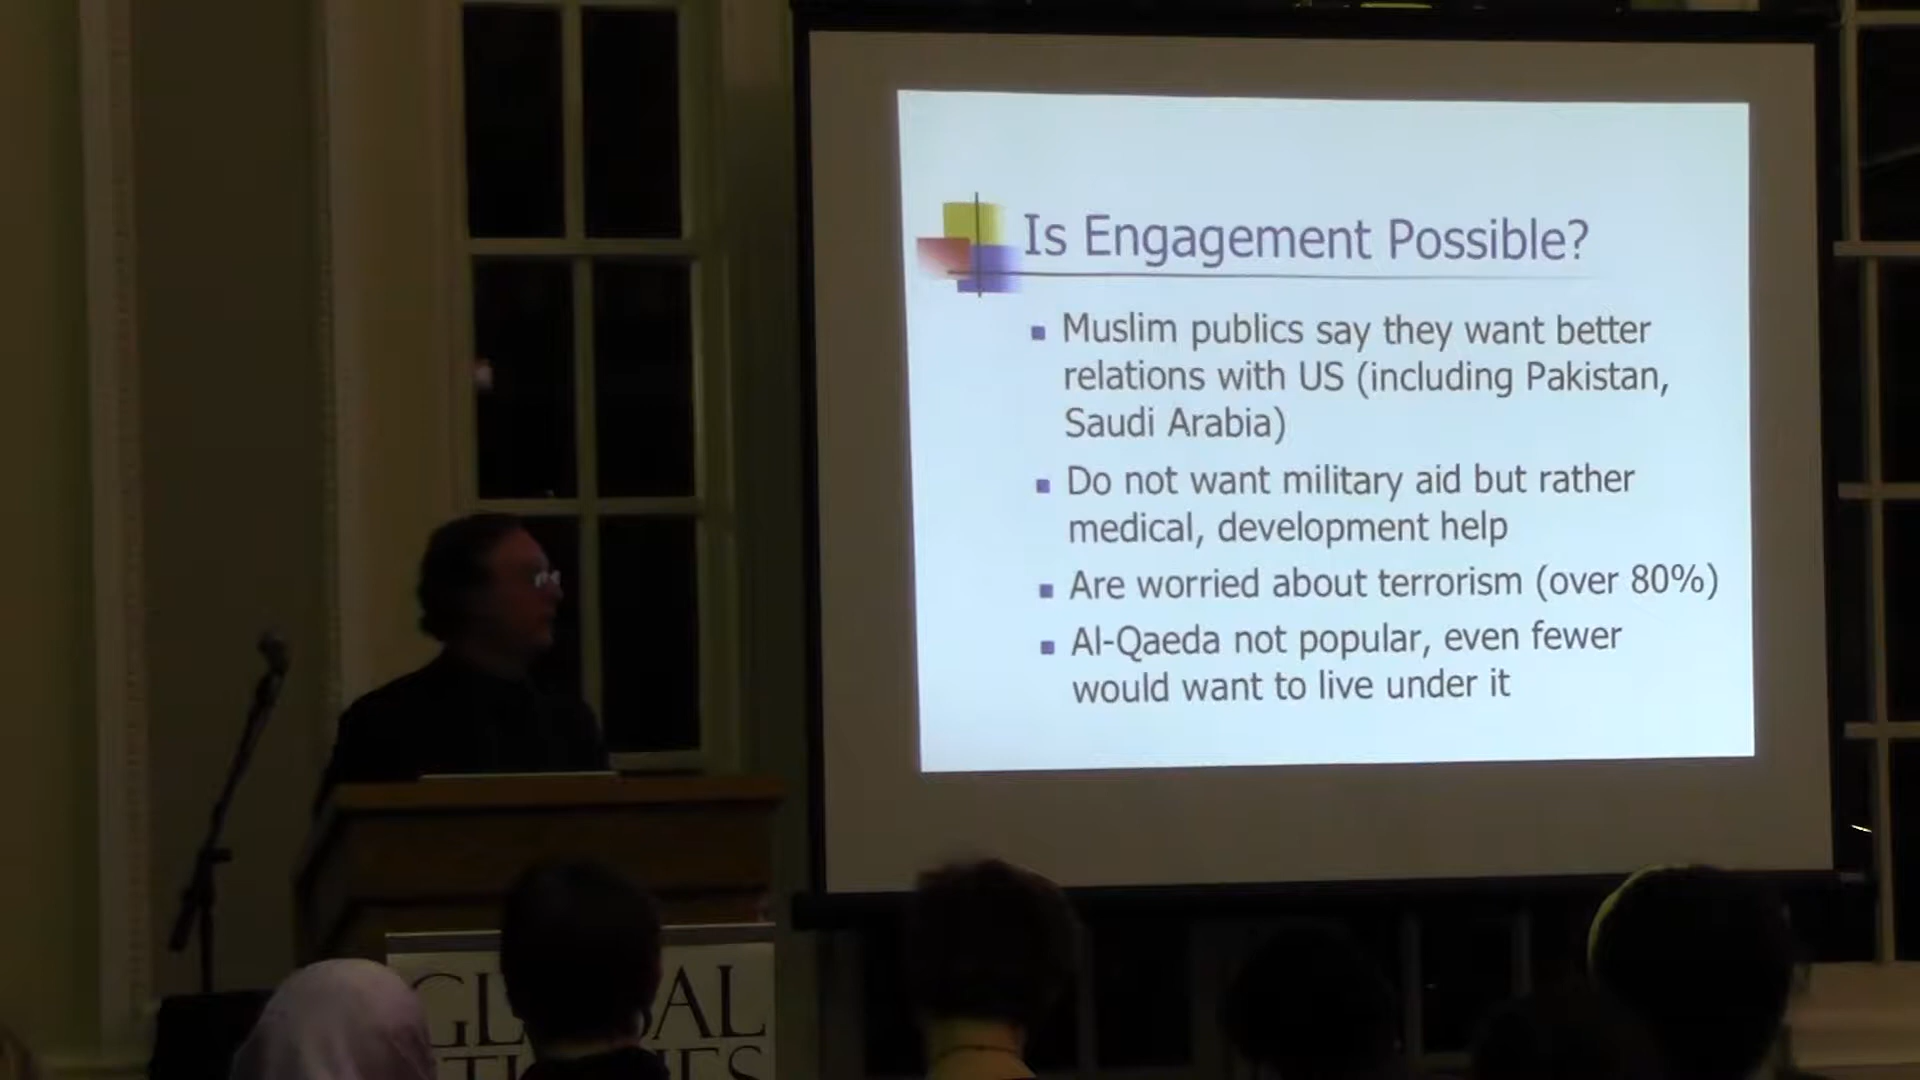 Is Engagement Possible?
Muslim publics say they want better
relations with US (including Pakistan,
Saudi Arabia)
Do not want military aid but rather
medical, development help
Are worried about terrorism (over 80%)
Al-Qaeda not popular, even fewer
would want to live under it